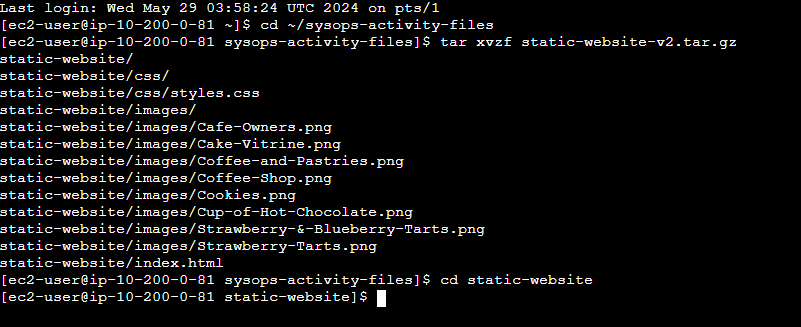 Last login: Wed May 29 03:58:24 UTC 2024 on pts/1
[ec2-user@ip-10-200-0-81 ~]$ cd ~/sysops-activity-files
[ec2-user@ip-10-200-0-81 sysops-activity-files]$ tar xvzf static-website-v2.tar.gz
static-website/
static-website/css/
static-website/css/styles.css
static-website/images/
static-website/images/Cafe-Owners.png
static-website/images/Cake-Vitrine.png
static-website/images/Coffee-and-Pastries.png
static-website/images/Coffee-Shop.png
static-website/images/Cookies.png
static-website/images/Cup-of-Hot-Chocolate.png
static-website/images/Strawberry-&-Blueberry-Tarts.png
static-website/images/Strawberry-Tarts.png
static-website/index.html
[ec2-user@ip-10-200-0-81 sysops-activity-files]$ cd static-website
[ec2-user@ip-10-200-0-81 static-website]$